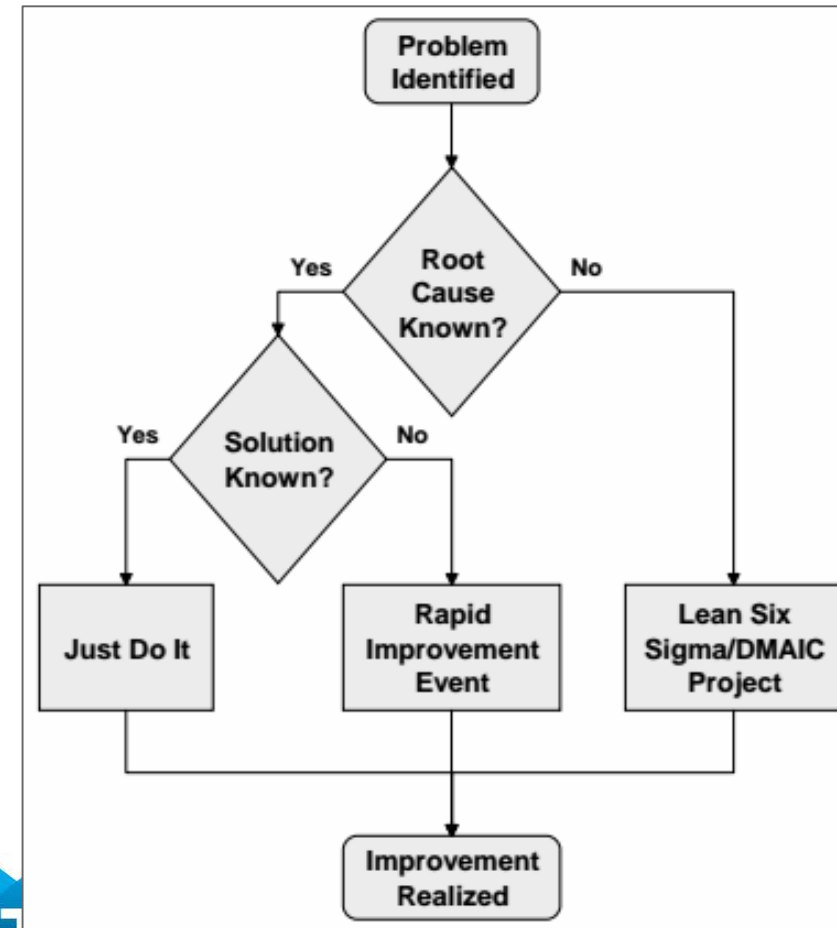 Problem
Identified
Root
Cause
Known?
Yes
No
Solution
Known?
Yes
No
Just Do It
Rapid
Improvement
Event
Lean Six
Sigma/DMAIC
Project
Improvement
Realized